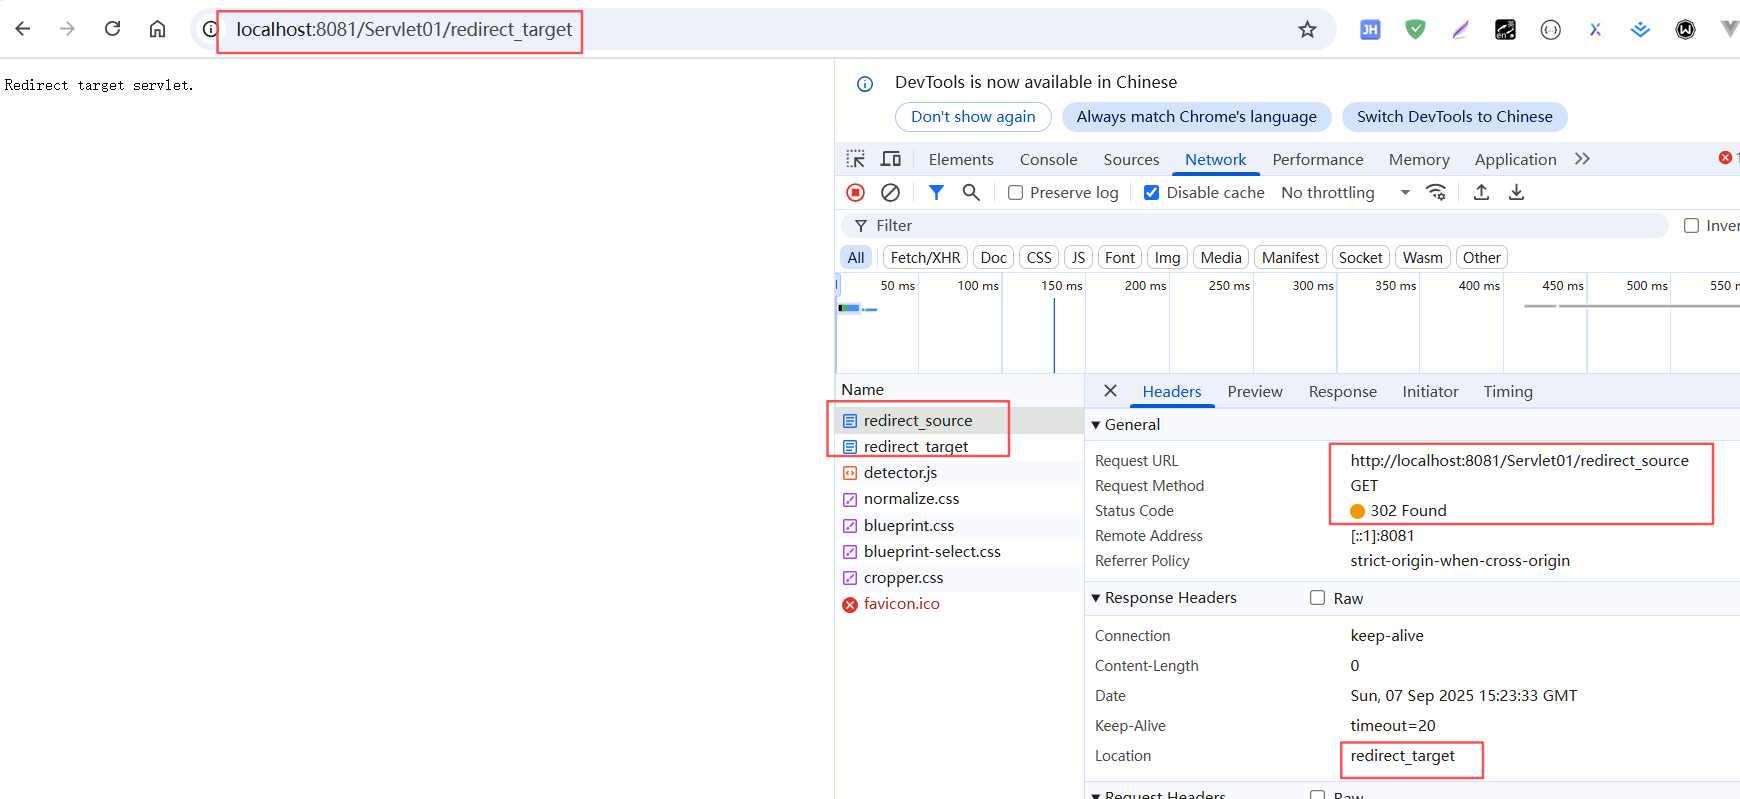 localhost:8081/Servlet01/redirect_target
JH
en
Redirect target servlet.
DevTools is now available in Chinese
Don't show again
Always match Chrome's language
Switch DevTools to Chinese
Elements
Console
Sources
Network
Performance
Memory
Application
1
Preserve log
Disable cache
No throttling
Filter
Inver
All
Fetch/XHR
Doc
CSS
JS
Font
Img
Media
Manifest
Socket
Wasm
Other
50 ms
100 ms
150 ms
200 ms
250 ms
300 ms
350 ms
400 ms
450 ms
500 ms
550 m
Name
redirect_source
redirect_target
detector.js
normalize.css
blueprint.css
blueprint-select.css
cropper.css
favicon.ico
Headers
Preview
Response
Initiator
Timing
General
Request URL
http://localhost:8081/Servlet01/redirect_source
Request Method
GET
Status Code
302 Found
Remote Address
[::1]:8081
Referrer Policy
strict-origin-when-cross-origin
Response Headers
Raw
Connection
keep-alive
Content-Length
0
Date
Sun, 07 Sep 2025 15:23:33 GMT
Keep-Alive
timeout=20
Location
redirect_target
Request Headers
Raw